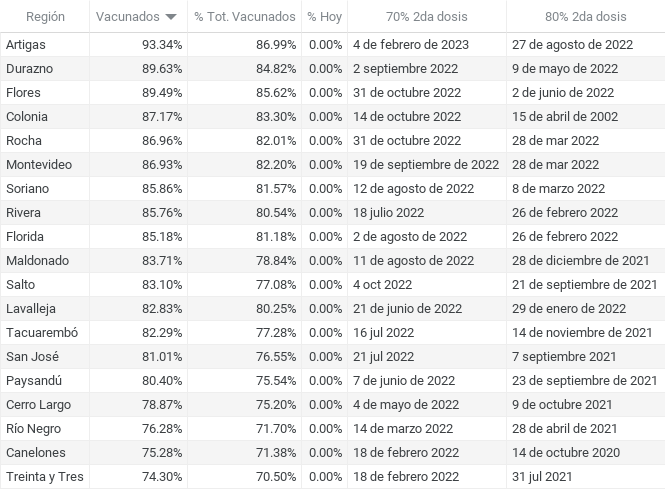 Región Vacunados % Tot. Vacunados % Hoy 70% 2da dosis 80% 2da dosis
Artigas 93.34% 86.99% 0.00% 4 de febrero de 2023 27 de agosto de 2022
Durazno 89.63% 84.82% 0.00% 2 septiembre 2022 9 de mayo de 2022
Flores 89.49% 85.62% 0.00% 31 de octubre 2022 2 de junio de 2022
Colonia 87.17% 83.30% 0.00% 14 de octubre 2022 15 de abril de 2002
Rocha 86.96% 82.01% 0.00% 31 de octubre 2022 28 de mar 2022
Montevideo 86.93% 82.20% 0.00% 19 de septiembre de 2022 28 de mar 2022
Soriano 85.86% 81.57% 0.00% 12 de agosto de 2022 8 de marzo 2022
Rivera 85.76% 80.54% 0.00% 18 julio 2022 26 de febrero 2022
Florida 85.18% 81.18% 0.00% 2 de agosto de 2022 26 de febrero 2022
Maldonado 83.71% 78.84% 0.00% 11 de agosto de 2022 28 de diciembre de 2021
Salto 83.10% 77.08% 0.00% 4 oct 2022 21 de septiembre de 2021
Lavalleja 82.83% 80.25% 0.00% 21 de junio de 2022 29 de enero de 2022
Tacuarembó 82.29% 77.28% 0.00% 16 jul 2022 14 de noviembre de 2021
San José 81.01% 76.55% 0.00% 21 jul 2022 7 septiembre 2021
Paysandú 80.40% 75.54% 0.00% 7 de junio de 2022 23 de septiembre de 2021
Cerro Largo 78.87% 75.20% 0.00% 4 de mayo de 2022 9 de octubre 2021
Río Negro 76.28% 71.70% 0.00% 14 de marzo 2022 28 de abril de 2021
Canelones 75.28% 71.38% 0.00% 18 de febrero 2022 14 de octubre 2020
Treinta y Tres 74.30% 70.50% 0.00% 18 de febrero 2022 31 jul 2021